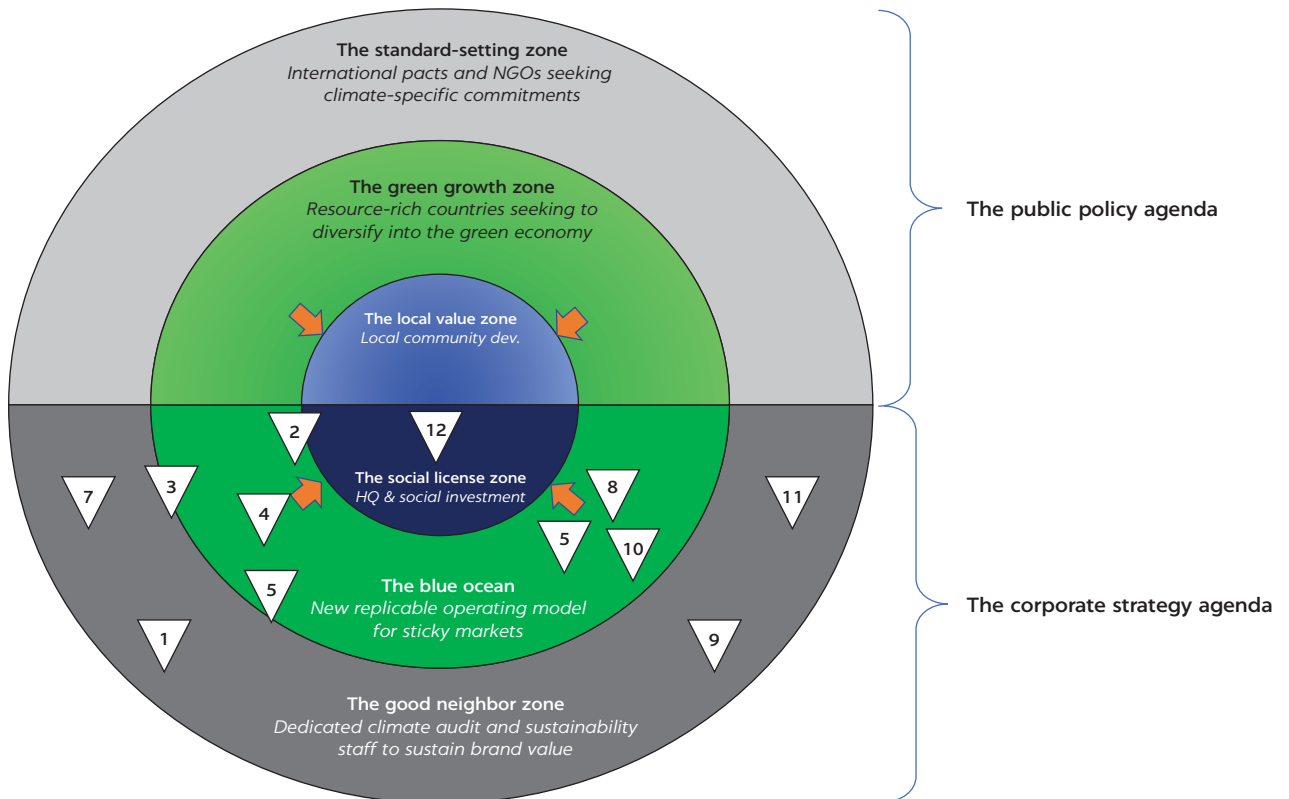 The standard-setting zone
International pacts and NGOs seeking
climate-specific commitments
The green growth zone
Resource-rich countries seeking to
diversify into the green economy
The public policy agenda
The local value zone
Local community dev.
2
12
The social license zone
HQ & social investment
7
3
4
8
11
5
10
5
The blue ocean
New replicable operating model
for sticky markets
The corporate strategy agenda
1
9
The good neighbor zone
Dedicated climate audit and sustainability
staff to sustain brand value